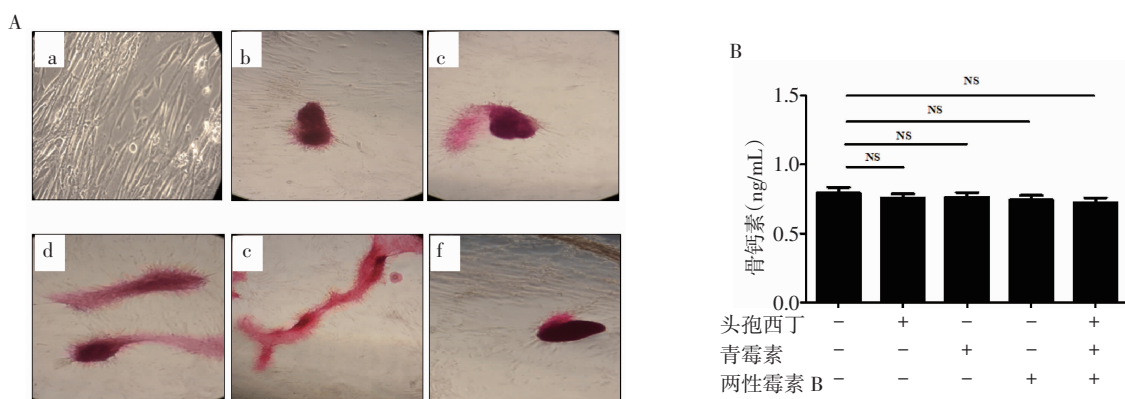 A
a
b
c
d
c
f
B
骨钙素(ng/mL)
1.5
1.0
0.5
0.0
NS
NS
NS
NS
头孢西丁 − + − − +
青霉素 − − + − +
两性霉素 B − − − + +